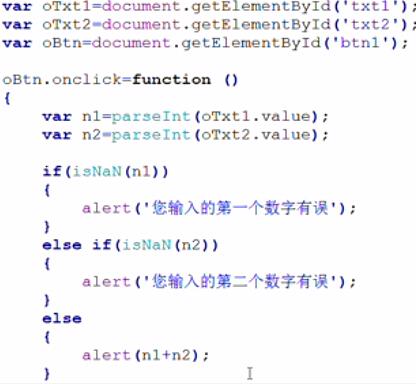 var oTxt1=document.getElementById('txt1');
var oTxt2=document.getElementById('txt2');
var oBtn=document.getElementById('btn1');
oBtn.onclick=function ()
{
var n1=parseInt(oTxt1.value);
var n2=parseInt(oTxt2.value);
if(isNaN(n1))
{
alert('您输入的第一个数字有误');
}
else if(isNaN(n2))
{
alert('您输入的第二个数字有误');
}
else
{
alert(n1+n2);
}